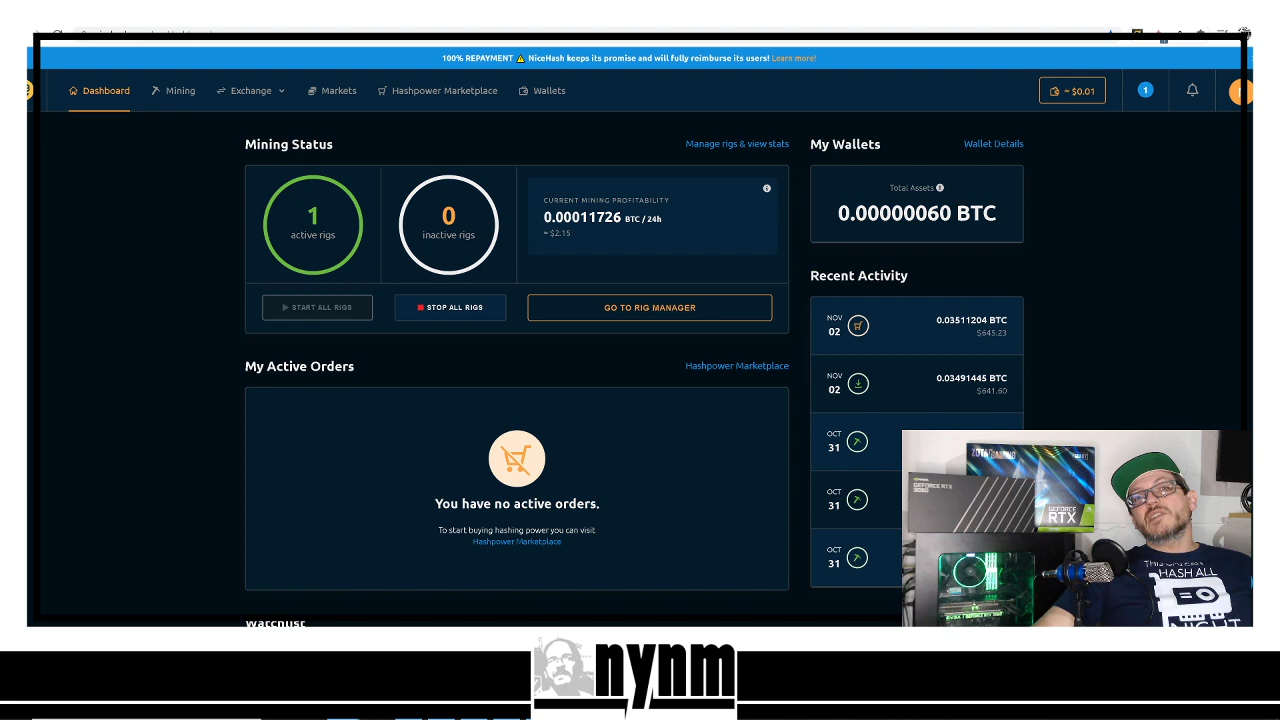 100% REPAYMENT ⚠ NiceHash keeps its promise and will fully reimburse its users! Learn more!
Dashboard Mining Exchange Markets Hashpower Marketplace Wallets ≈ $0.01 1
Mining Status Manage rigs & view stats
1
active rigs
0
inactive rigs
CURRENT MINING PROFITABILITY
0.00011726 BTC / 24h
≈ $2.15
START ALL RIGS STOP ALL RIGS GO TO RIG MANAGER
My Active Orders Hashpower Marketplace
You have no active orders.
To start buying hashing power you can visit
Hashpower Marketplace
Watchlist
My Wallets Wallet Details
Total Assets
0.00000060 BTC
Recent Activity
NOV
02
0.03511204 BTC
$645.23
NOV
02
0.03491445 BTC
$641.60
OCT
31
OCT
31
OCT
31
ZOTAC GAMING
GEFORCE RTX
3090
GEFORCE
RTX
HASH ALL
NIGHT
nynm